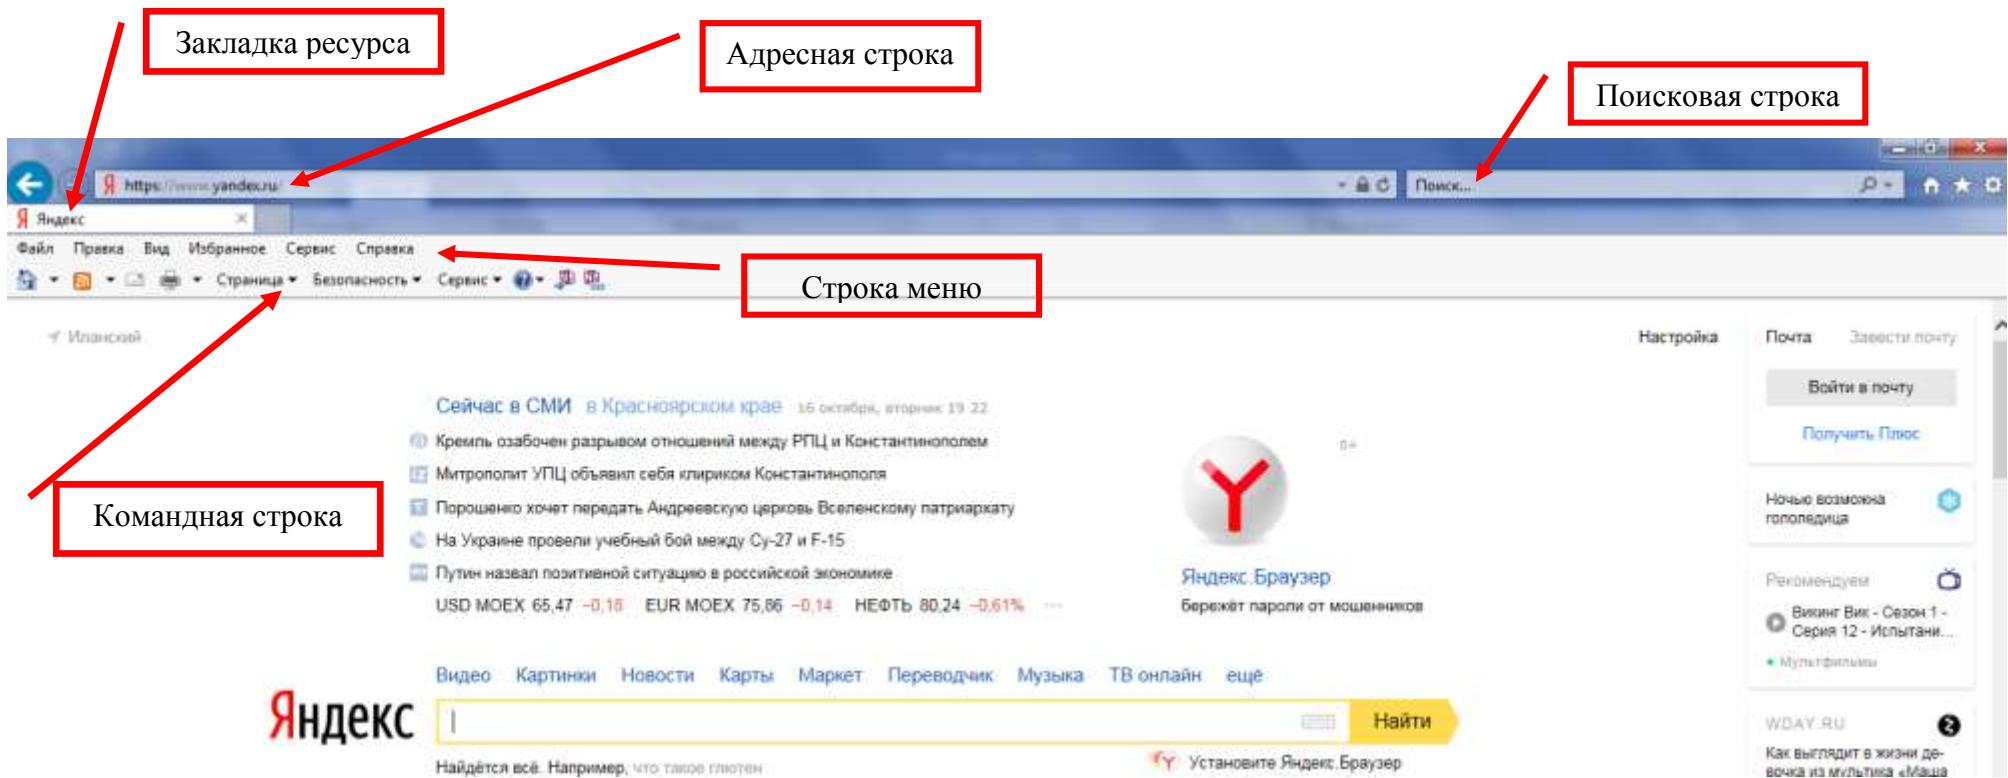 Закладка ресурса
Адресная строка
Поисковая строка
Я https://www.yandex.ru/
Поиск...
Я Яндекс
Файл Правка Вид Избранное Сервис Справка
Страница Безопасность Сервис
Строка меню
Иланский
Настройка
Почта Завести почту
Войти в почту
Получить Плюс
Сейчас в СМИ в Красноярском крае 16 октября, вторник 19 22
Кремль озабочен разрывом отношений между РПЦ и Константинополем
Митрополит УПЦ объявил себя клириком Константинополя
Порошенко хочет передать Андреевскую церковь Вселенскому патриархату
На Украине провели учебный бой между Су-27 и F-15
Путин назвал позитивной ситуацию в российской экономике
USD MOEX 65,47 −0,18 EUR MOEX 75,86 −0,14 НЕФТЬ 80,24 −0,61% ···
Командная строка
0+
Яндекс.Браузер
Бережёт пароли от мошенников
Ночью возможна
гололедица
Рекомендуем
Викинг Вик - Сезон 1 -
Серия 12 - Испытани...
Мультфильмы
Видео Картинки Новости Карты Маркет Переводчик Музыка ТВ онлайн ещё
Яндекс
Найти
Найдётся всё. Например, что такое глютен
Установите Яндекс.Браузер
WDAY.RU
Как выглядит в жизни де-
вочка из мультика «Маша